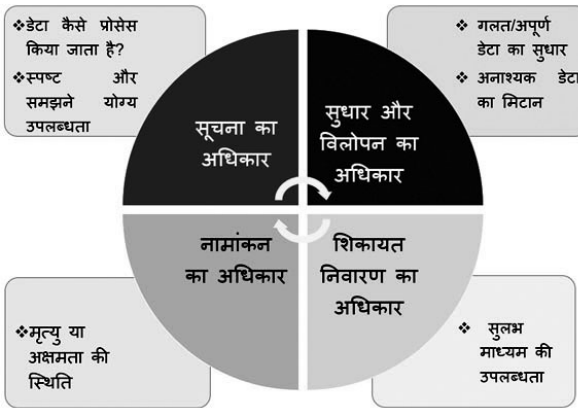 ❖डेटा कैसे प्रोसेस
किया जाता है?
❖स्पष्ट और
समझने योग्य
उपलब्धता
❖ गलत/अपूर्ण
डेटा का सुधार
❖ अनाश्यक डेटा
का मिटान
सूचना का
अधिकार
सुधार और
विलोपन का
अधिकार
नामांकन
का अधिकार
शिकायत
निवारण का
अधिकार
❖मृत्यु या
अक्षमता की
स्थिति
❖ सुलभ
माध्यम की
उपलब्धता